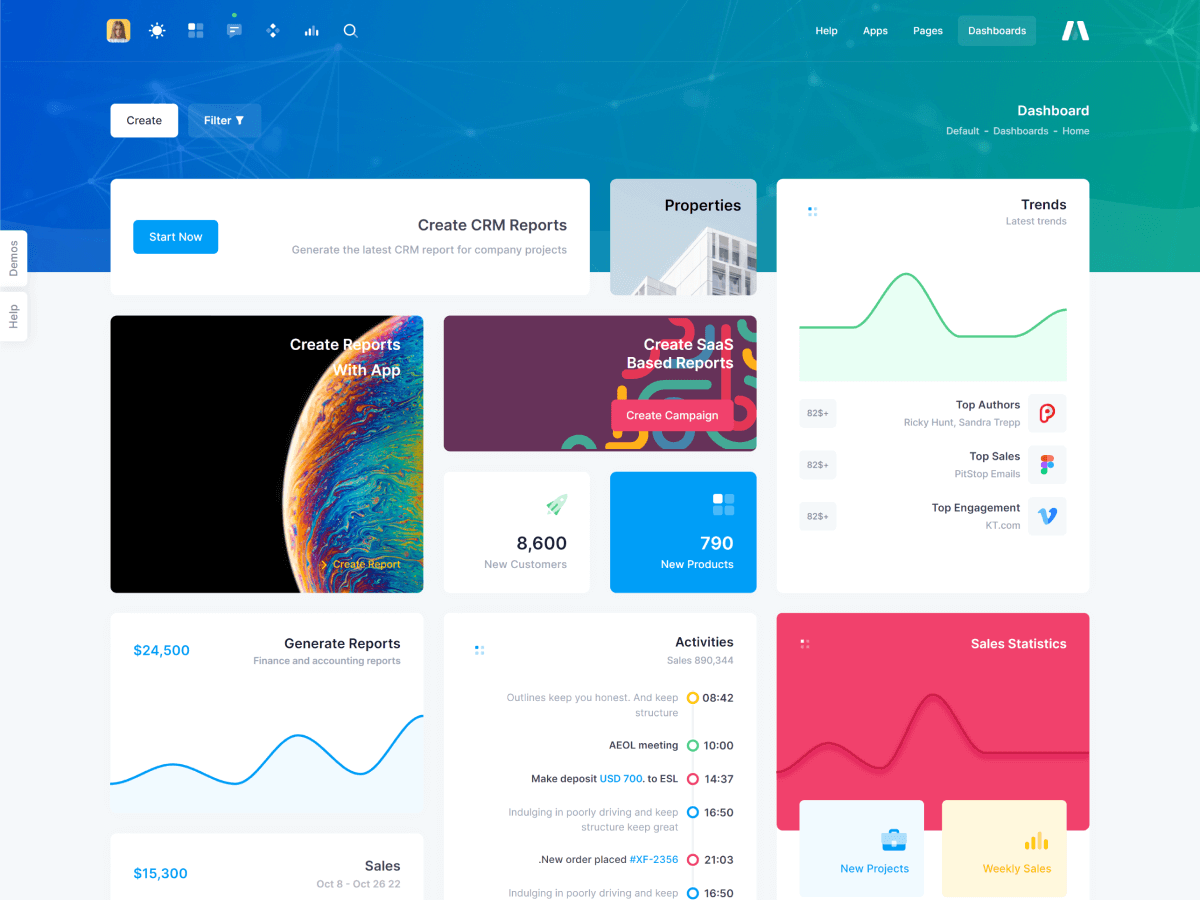 Help
Apps
Pages
Dashboards
Create
Filter
Dashboard
Default - Dashboards - Home
Demos
Help
Start Now
Create CRM Reports
Generate the latest CRM report for company projects
Properties
Trends
Latest trends
82$+
Top Authors
Ricky Hunt, Sandra Trepp
82$+
Top Sales
PitStop Emails
82$+
Top Engagement
KT.com
Create Reports
With App
Create Report
Create SaaS
Based Reports
Create Campaign
8,600
New Customers
790
New Products
$24,500
Generate Reports
Finance and accounting reports
Activities
Sales 890,344
Outlines keep you honest. And keep
structure
08:42
AEOL meeting
10:00
Make deposit USD 700. to ESL
14:37
Indulging in poorly driving and keep
structure keep great
16:50
.New order placed #XF-2356
21:03
Indulging in poorly driving and keep
16:50
Sales Statistics
New Projects
Weekly Sales
$15,300
Sales
Oct 8 - Oct 26 22